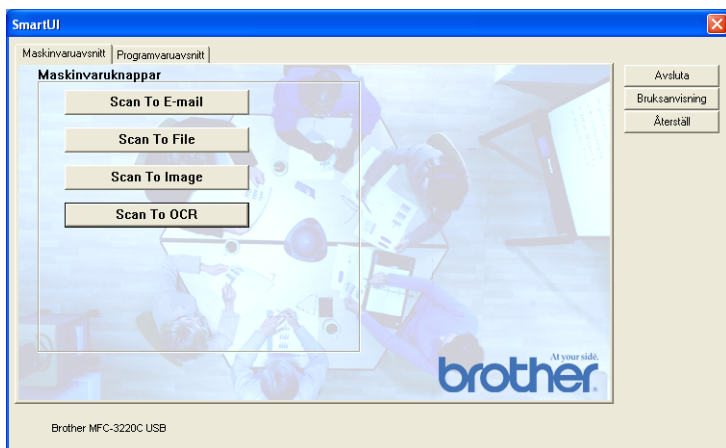 SmartUI
Maskinvaruavsnitt Programvaruavsnitt
Maskinvaruknappar
Scan To E-mail
Scan To File
Scan To Image
Scan To OCR
Avsluta
Bruksanvisning
Återställ
At your side.
brother
Brother MFC-3220C USB